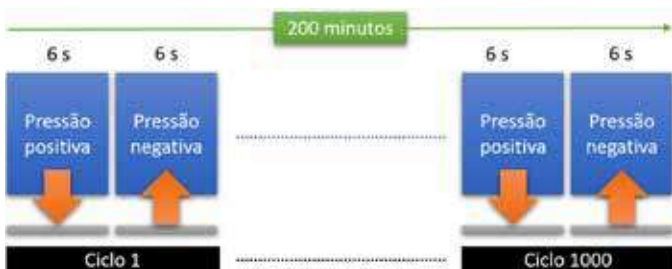 200 minutos
6 s 6 s 6 s 6 s
Pressão Pressão Pressão Pressão
positiva negativa positiva negativa
Ciclo 1 Ciclo 1000